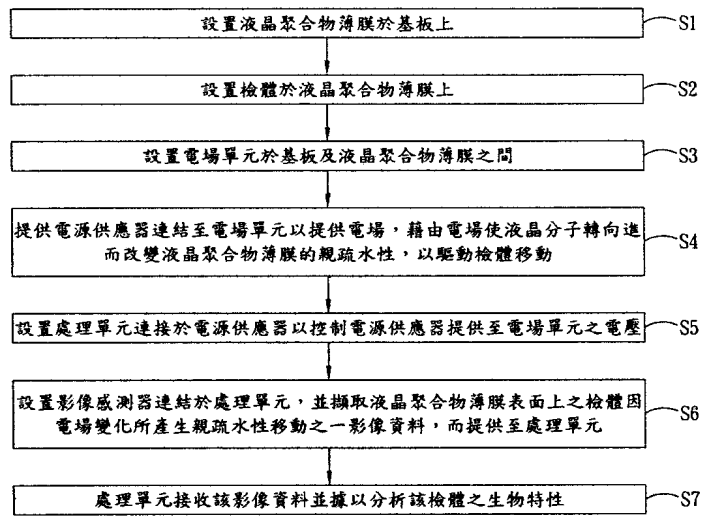 設置液晶聚合物薄膜於基板上
S1
設置檢體於液晶聚合物薄膜上
S2
設置電場單元於基板及液晶聚合物薄膜之間
S3
提供電源供應器連結至電場單元以提供電場，藉由電場使液晶分子轉向進
而改變液晶聚合物薄膜的親疏水性，以驅動檢體移動
S4
設置處理單元連接於電源供應器以控制電源供應器提供至電場單元之電壓
S5
設置影像感測器連結於處理單元，並擷取液晶聚合物薄膜表面上之檢體因
電場變化所產生親疏水性移動之一影像資料，而提供至處理單元
S6
處理單元接收該影像資料並據以分析該檢體之生物特性
S7